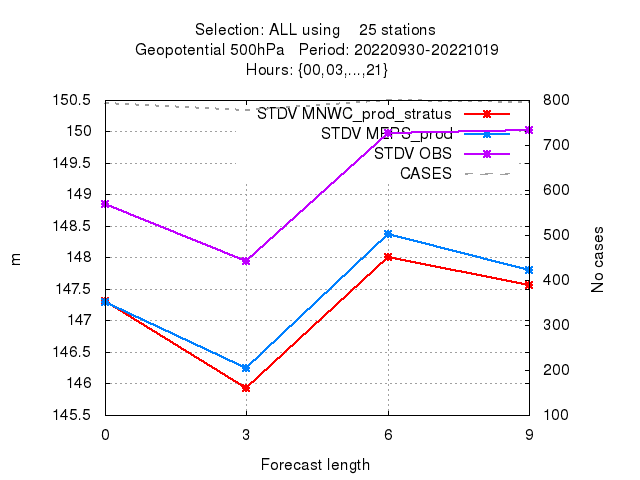 Selection: ALL using 25 stations
Geopotential 500hPa Period: 20220930-20221019
Hours: {00,03,...,21}
150.5
150
149.5
149
148.5
148
147.5
147
146.5
146
145.5
m
STDV MNWC_prod_stratus
STDV MEPS_prod
STDV OBS
CASES
800
700
600
500
400
300
200
100
No cases
0 3 6 9
Forecast length